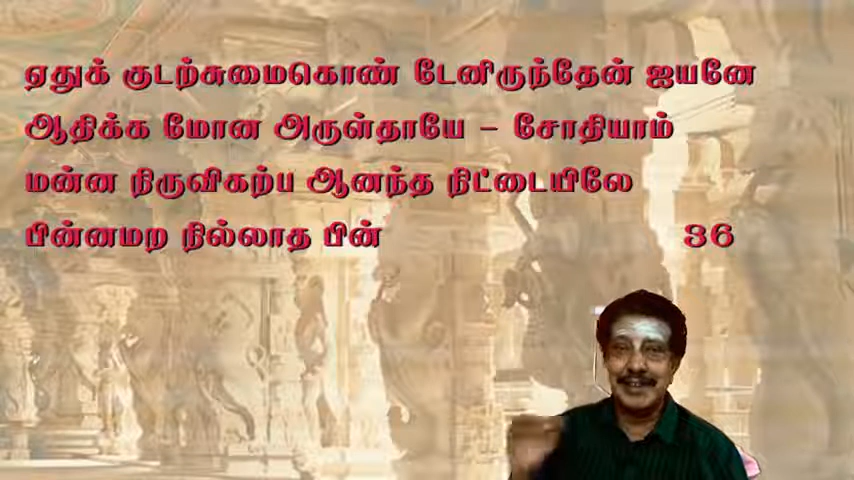 ஏதுக் குடற்சுமைகொண் டேனிருந்தேன் ஐயனே
ஆதிக்க மோன அருள்தாயே – சோதியாம்
மன்ன நிருவிகற்ப ஆனந்த நிட்டையிலே
பின்னமற நில்லாத பின் 36